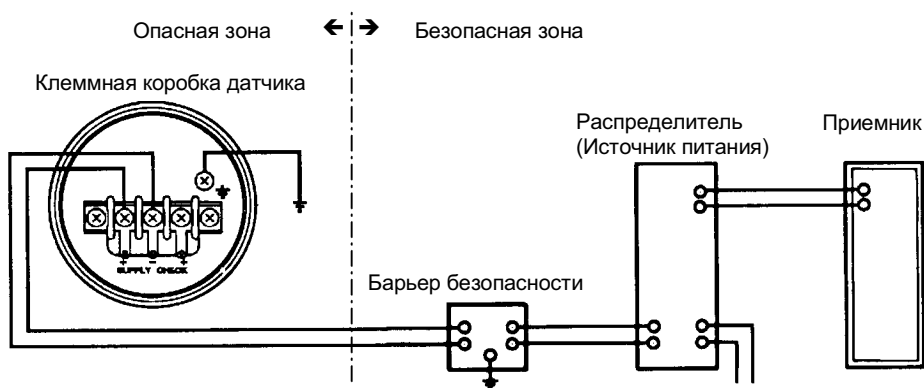 Опасная зона
Безопасная зона
Клеммная коробка датчика
Распределитель
(Источник питания)
Приемник
+ − +
SUPPLY CHECK
Барьер безопасности